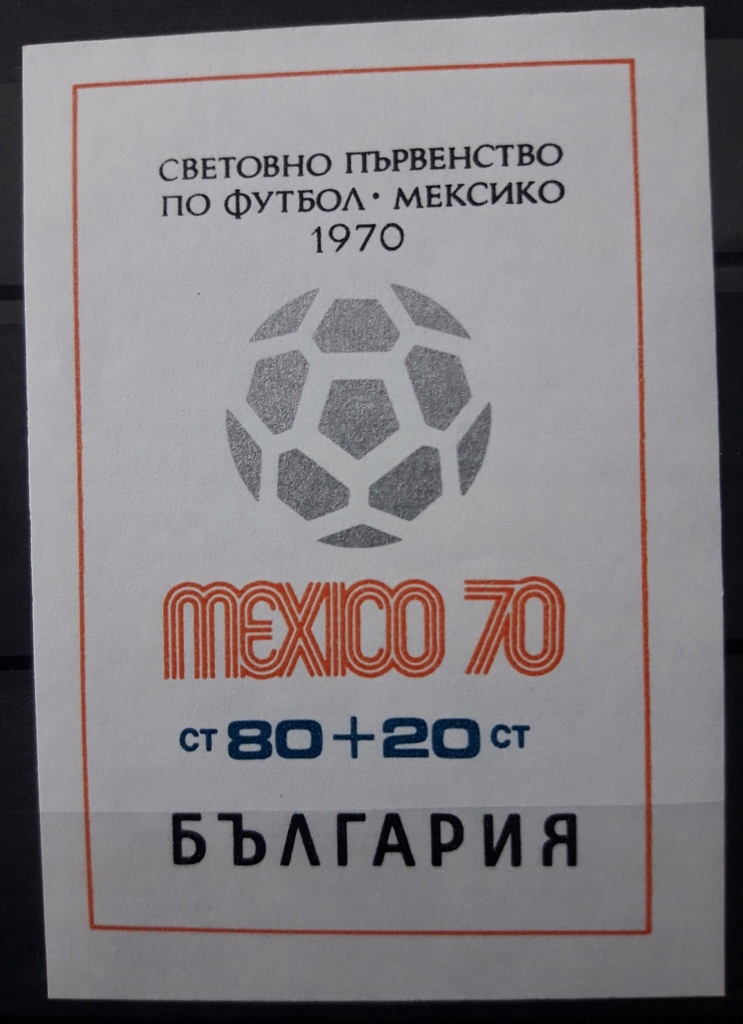 СВЕТОВНО ПЪРВЕНСТВО
ПО ФУТБОЛ · МЕКСИКО
1970
MEXICO 70
СТ 80+20 СТ
БЪЛГАРИЯ